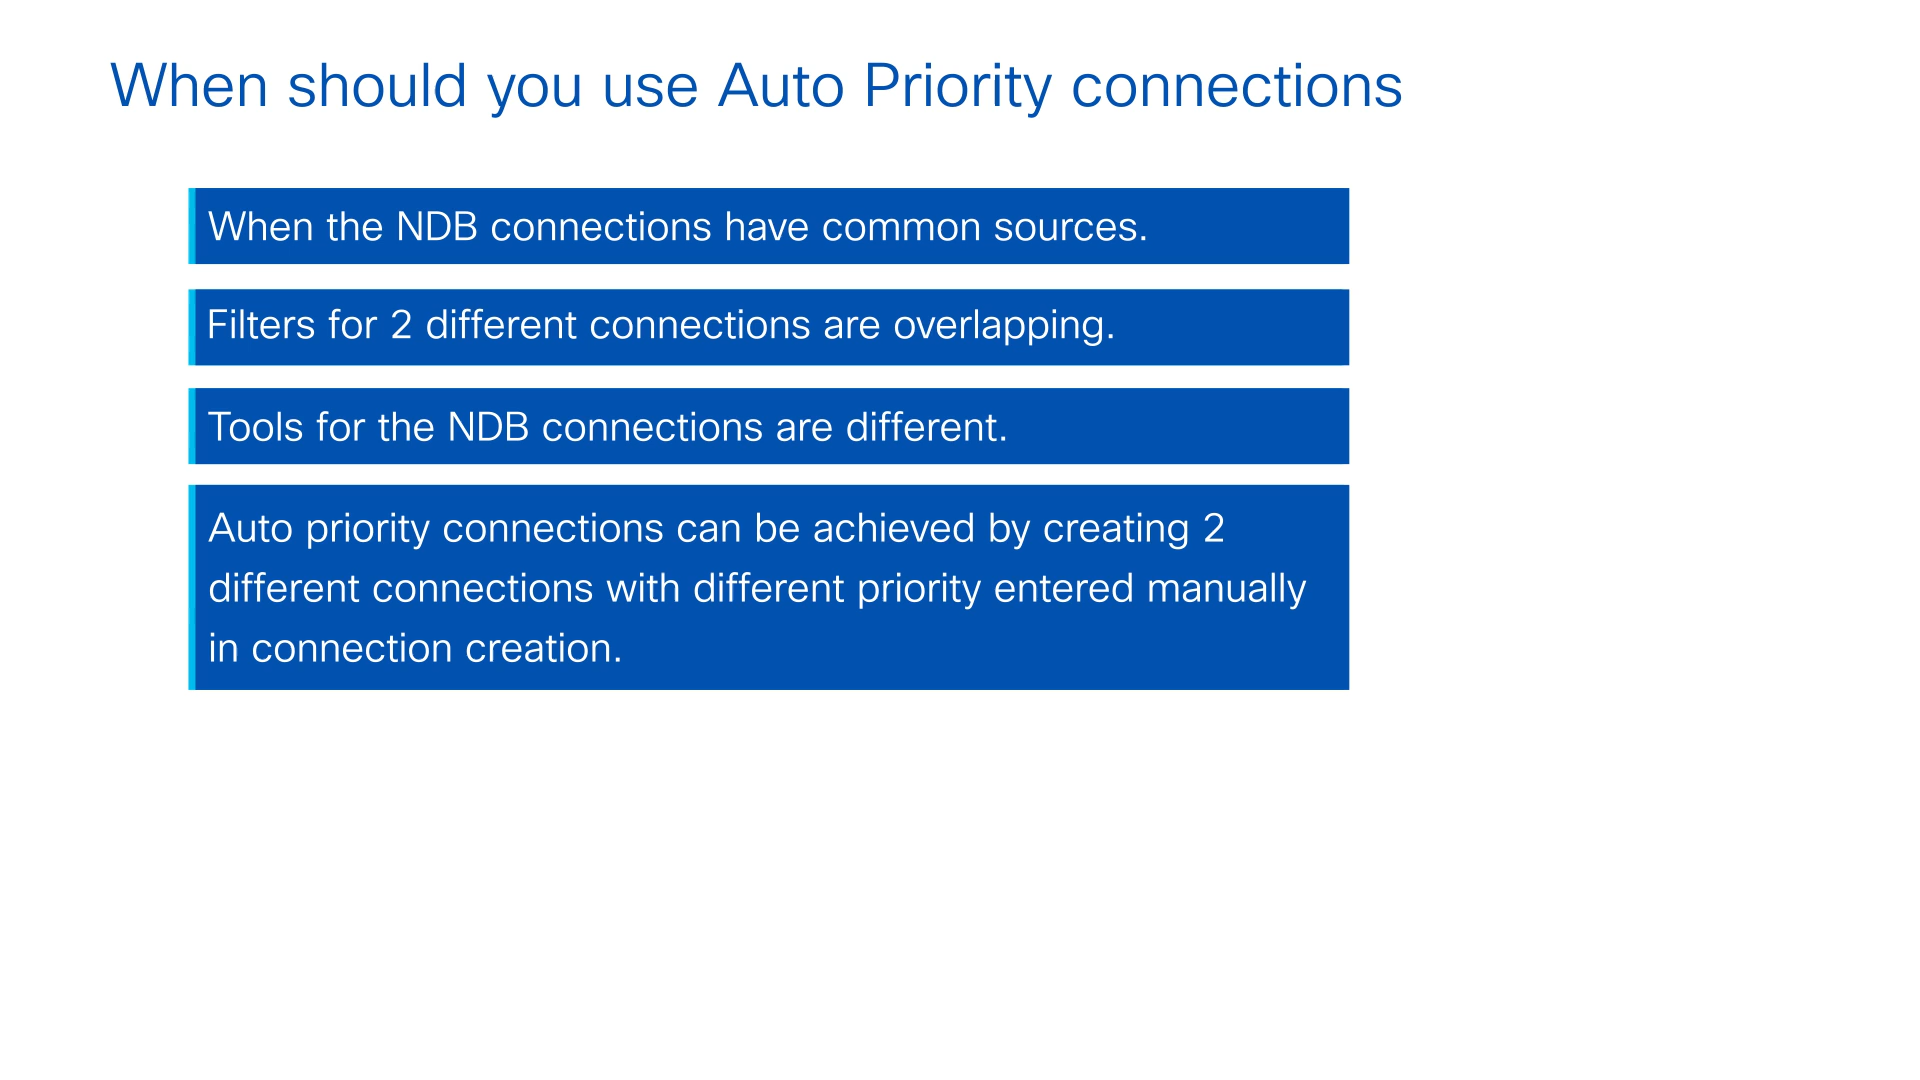 When should you use Auto Priority connections
When the NDB connections have common sources.
Filters for 2 different connections are overlapping.
Tools for the NDB connections are different.
Auto priority connections can be achieved by creating 2
different connections with different priority entered manually
in connection creation.